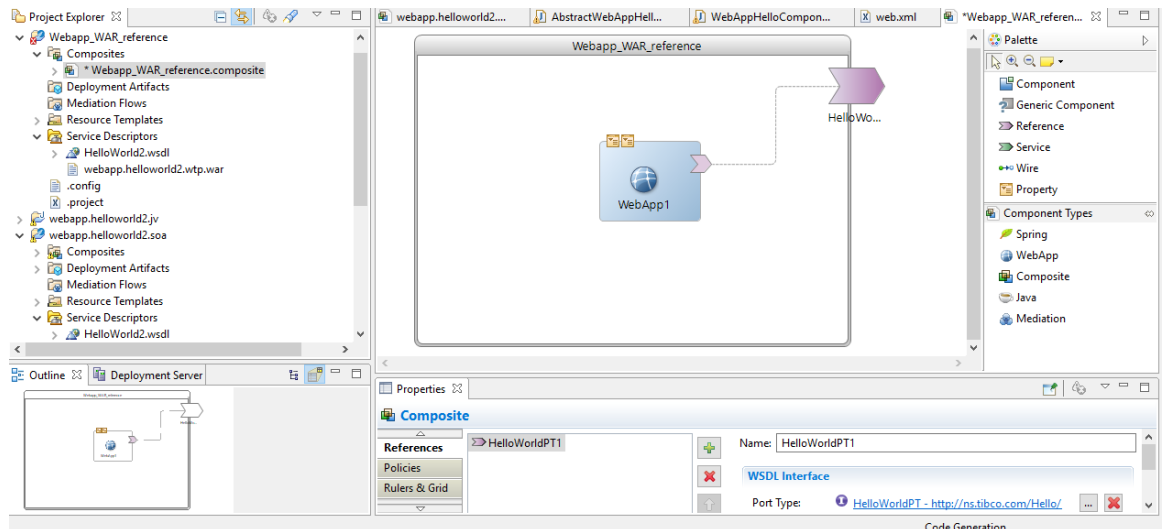 Project Explorer
Webapp_WAR_reference
Composites
* Webapp_WAR_reference.composite
Deployment Artifacts
Mediation Flows
Resource Templates
Service Descriptors
HelloWorld2.wsdl
webapp.helloworld2.wtp.war
.config
.project
webapp.helloworld2.jv
webapp.helloworld2.soa
Composites
Deployment Artifacts
Mediation Flows
Resource Templates
Service Descriptors
HelloWorld2.wsdl
Outline
Deployment Server
webapp.helloworld2....
AbstractWebAppHell...
WebAppHelloCompon...
web.xml
*Webapp_WAR_referen...
Webapp_WAR_reference
HelloWo...
WebApp1
Palette
Component
Generic Component
Reference
Service
Wire
Property
Component Types
Spring
WebApp
Composite
Java
Mediation
Properties
Composite
References
Policies
Rulers & Grid
HelloWorldPT1
Name: HelloWorldPT1
WSDL Interface
Port Type: HelloWorldPT - http://ns.tibco.com/Hello/ ...
Code Generation